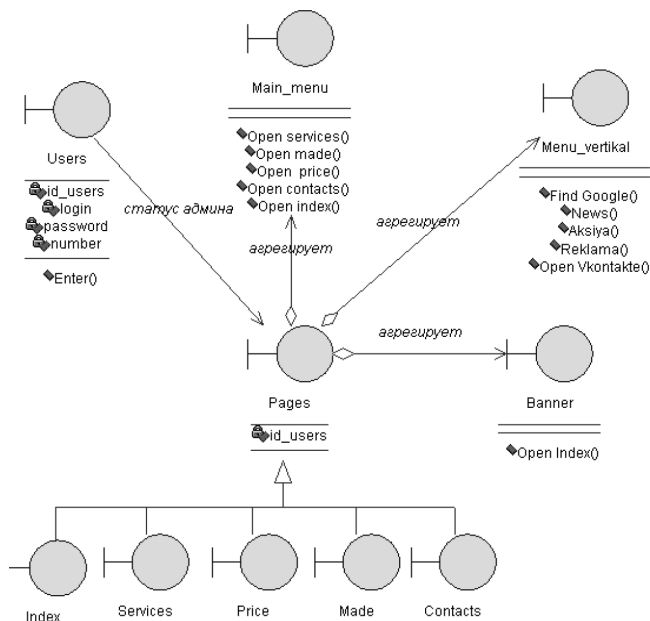 Main_menu
Open services()
Open made()
Open price()
Open contacts()
Open index()
Users
id_users
login
password
number
Enter()
Menu_vertikal
Find Google()
News()
Aksiya()
Reklama()
Open Vkontakte()
статус админа
агрегирует
агрегирует
агрегирует
Pages
id_users
Banner
Open Index()
Index
Services
Price
Made
Contacts